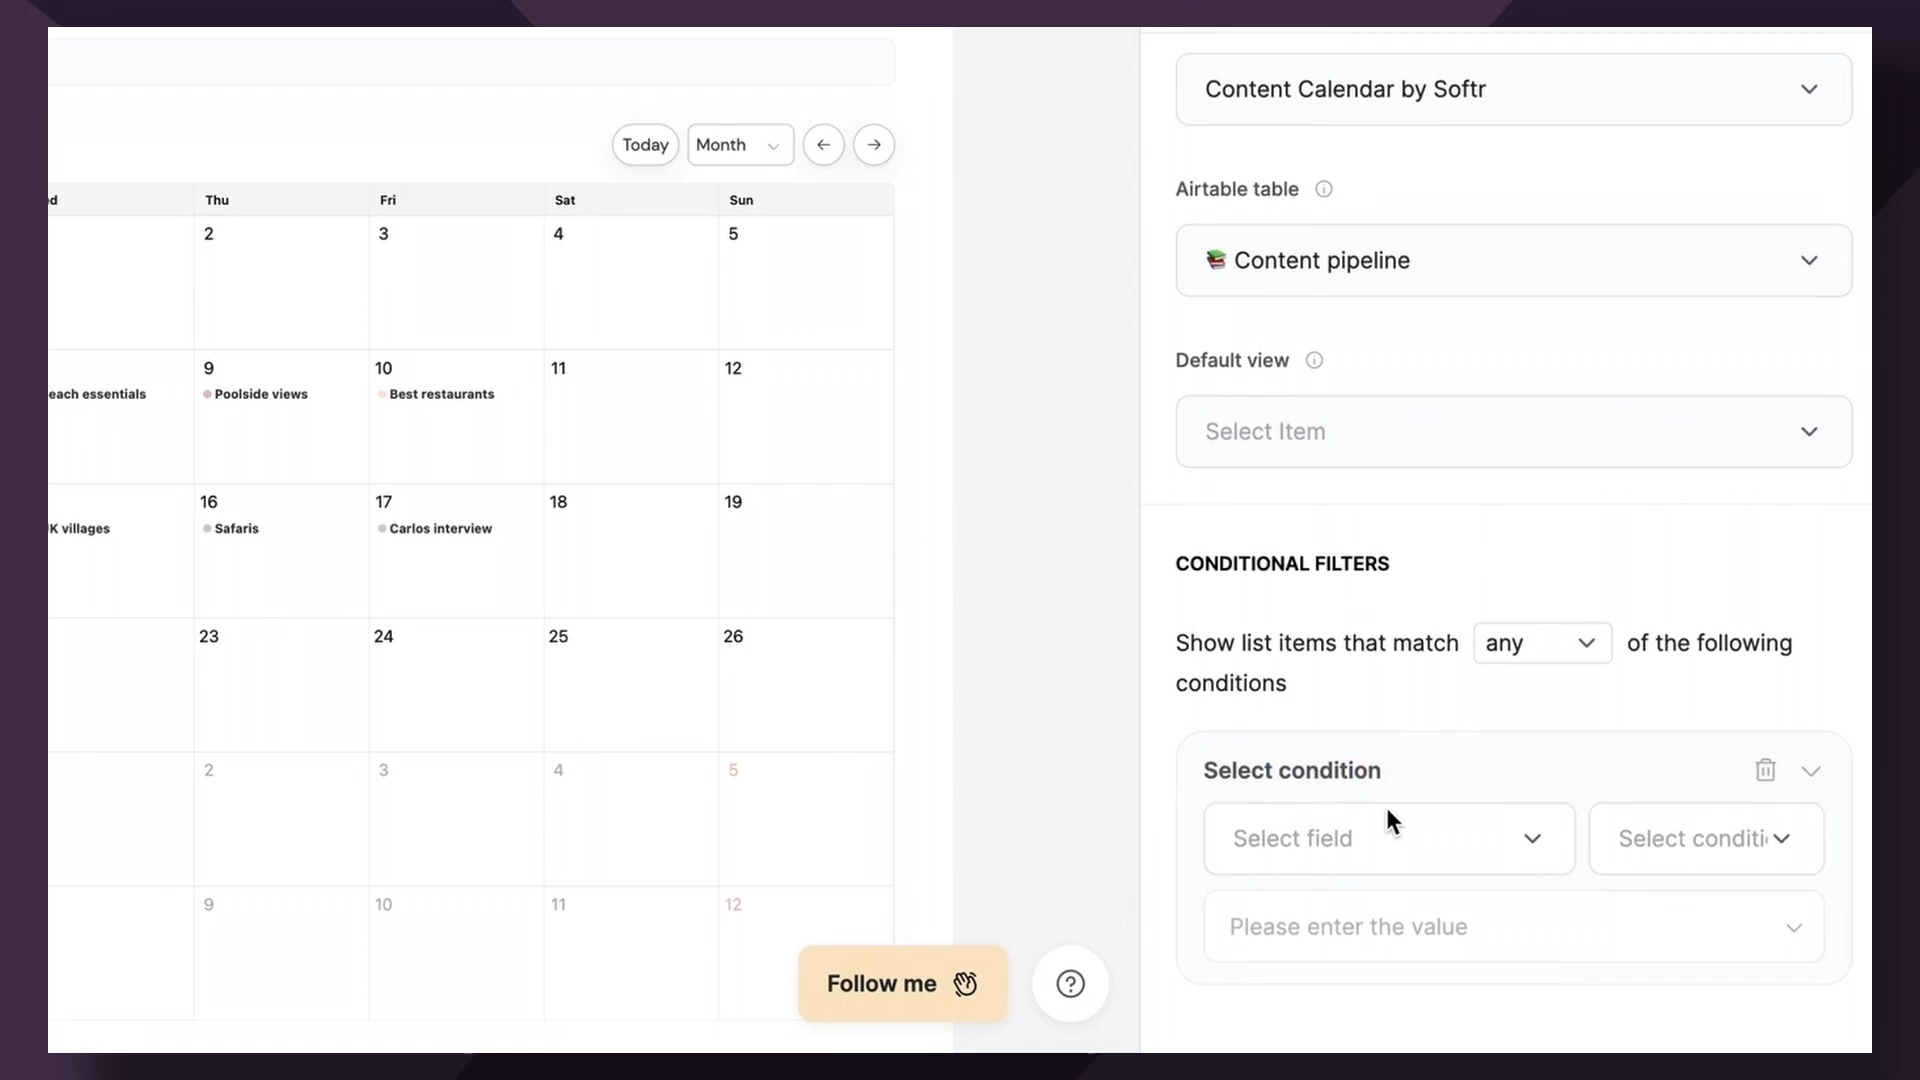 Today
Month
ed
Thu
Fri
Sat
Sun
2
3
4
5
9
10
11
12
each essentials
Poolside views
Best restaurants
16
17
18
19
K villages
Safaris
Carlos interview
23
24
25
26
2
3
4
5
9
10
11
12
Follow me
Content Calendar by Softr
Airtable table
Content pipeline
Default view
Select Item
CONDITIONAL FILTERS
Show list items that match any of the following
conditions
Select condition
Select field
Select conditi
Please enter the value